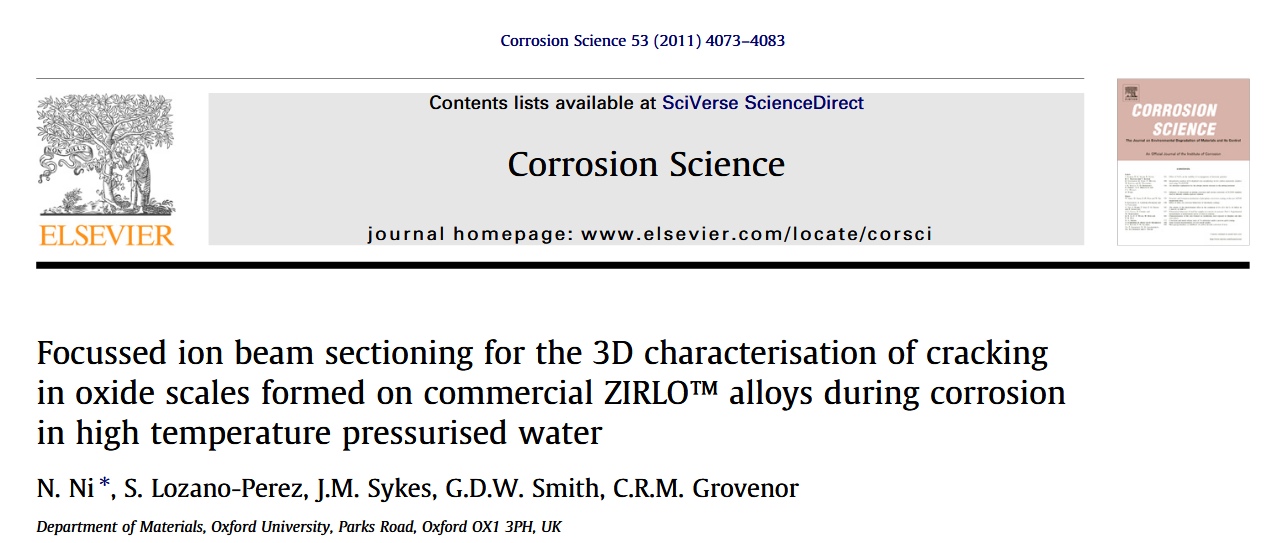 Corrosion Science 53 (2011) 4073–4083
Contents lists available at SciVerse ScienceDirect
Corrosion Science
journal homepage: www.elsevier.com/locate/corsci
ELSEVIER
CORROSION
SCIENCE
Focussed ion beam sectioning for the 3D characterisation of cracking
in oxide scales formed on commercial ZIRLO™ alloys during corrosion
in high temperature pressurised water
N. Ni *, S. Lozano-Perez, J.M. Sykes, G.D.W. Smith, C.R.M. Grovenor
Department of Materials, Oxford University, Parks Road, Oxford OX1 3PH, UK